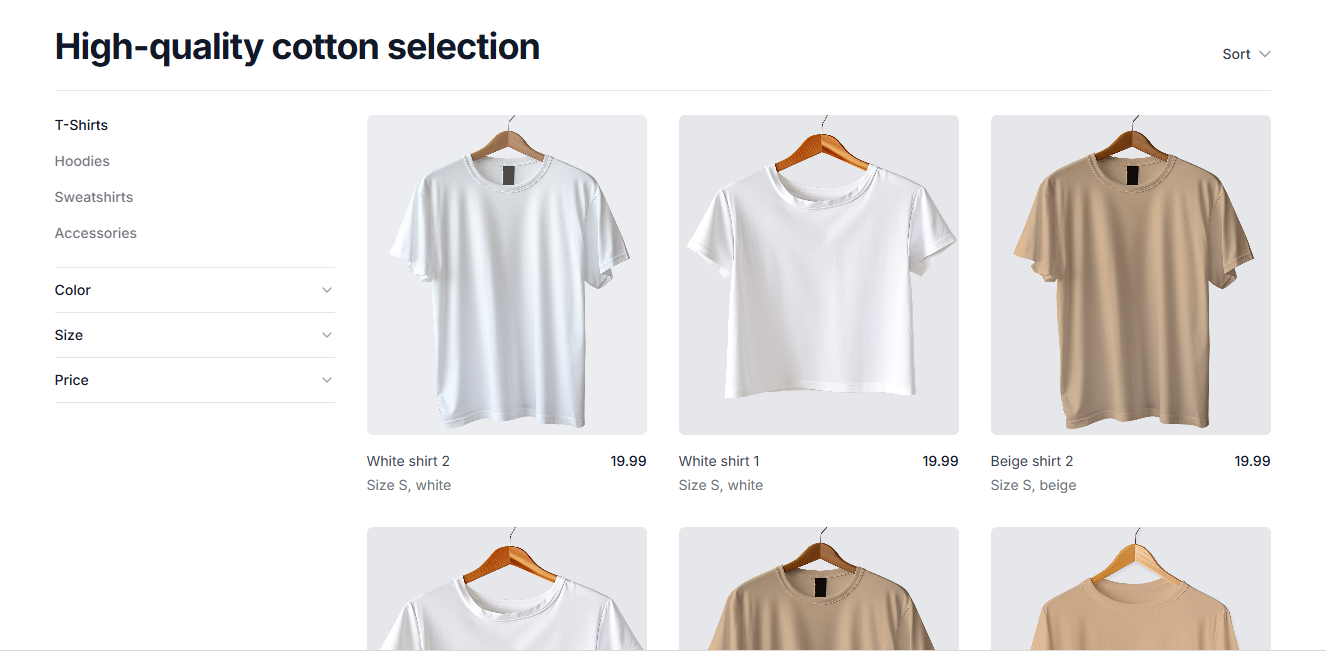 High-quality cotton selection
Sort
T-Shirts
Hoodies
Sweatshirts
Accessories
Color
Size
Price
White shirt 2 19.99
Size S, white
White shirt 1 19.99
Size S, white
Beige shirt 2 19.99
Size S, beige